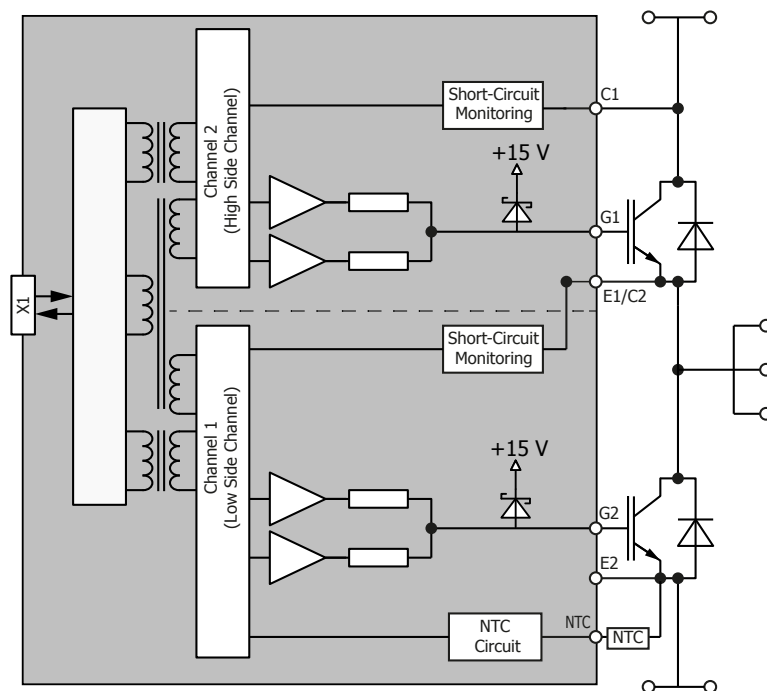 Short-Circuit
Monitoring
C1
Channel 2
(High Side Channel)
+15 V
G1
X1
E1/C2
Short-Circuit
Monitoring
Channel 1
(Low Side Channel)
+15 V
G2
E2
NTC
Circuit
NTC
NTC